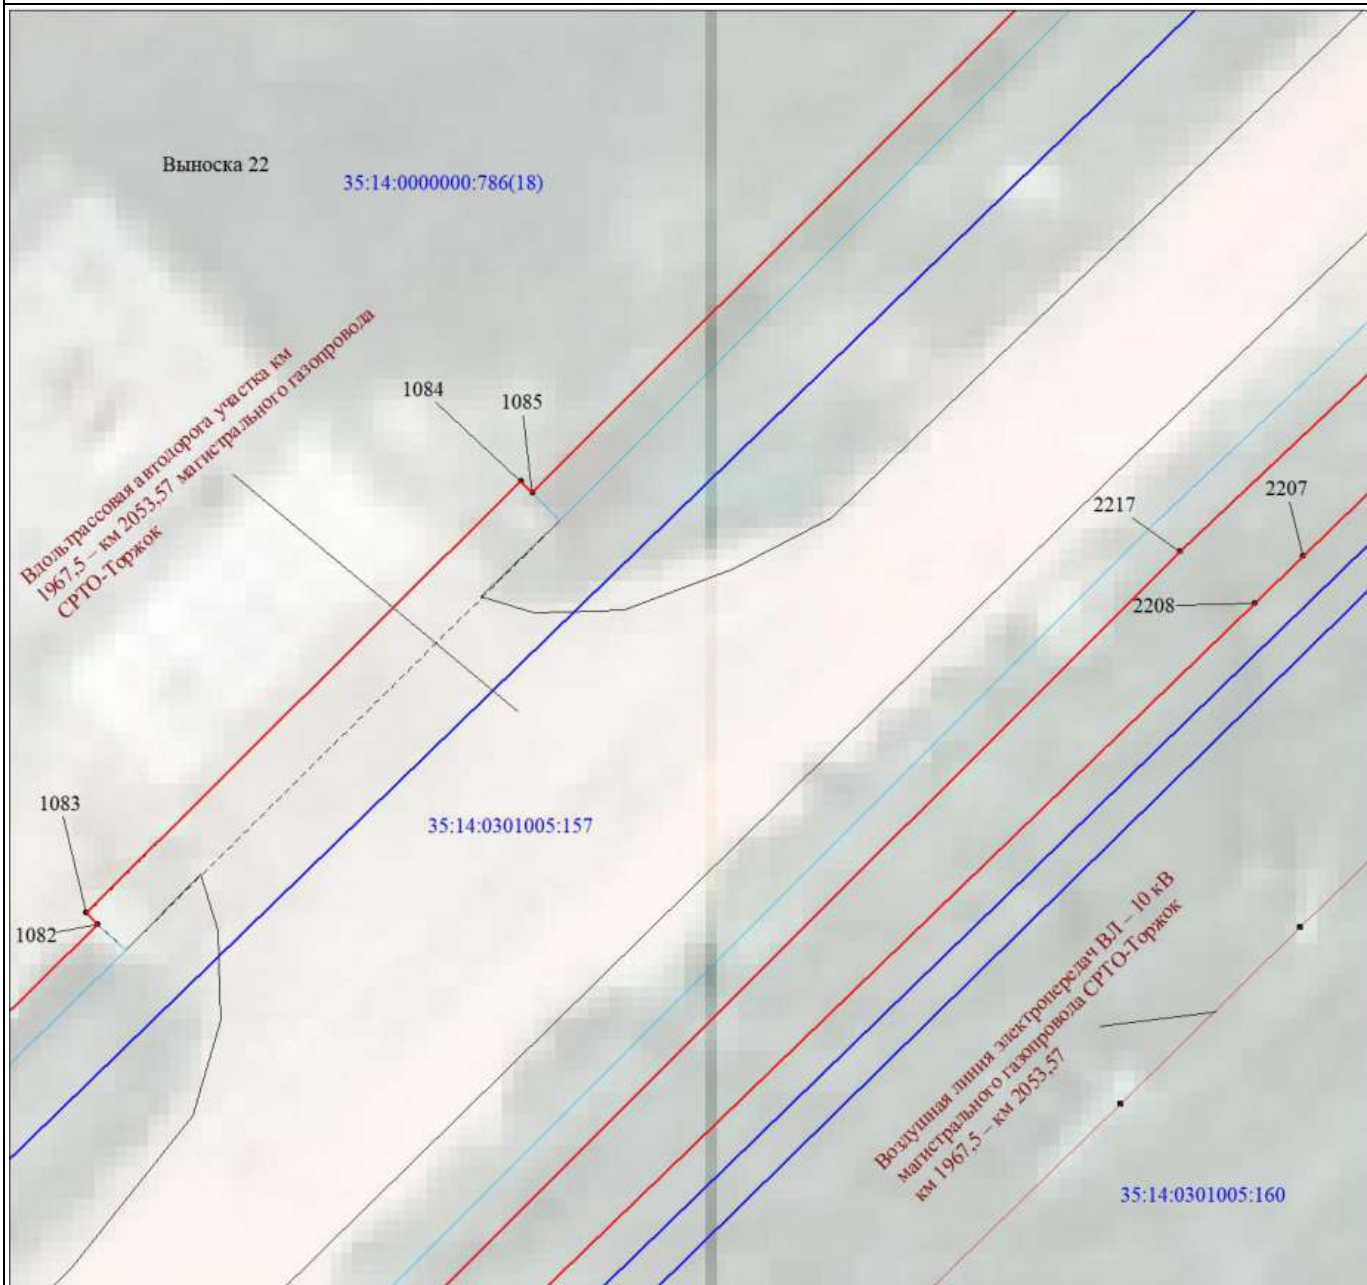 Выноска 22
35:14:0000000:786(18)
Вдольтрассовая автодорога участка км
1967,5 – км 2053,57 магистрального газопровода
СРТО-Торжок
1084
1085
2217
2207
2208
1083
35:14:0301005:157
1082
Воздушная линия электропередач ВЛ – 10 кВ
магистрального газопровода СРТО-Торжок
км 1967,5 – км 2053,57
35:14:0301005:160